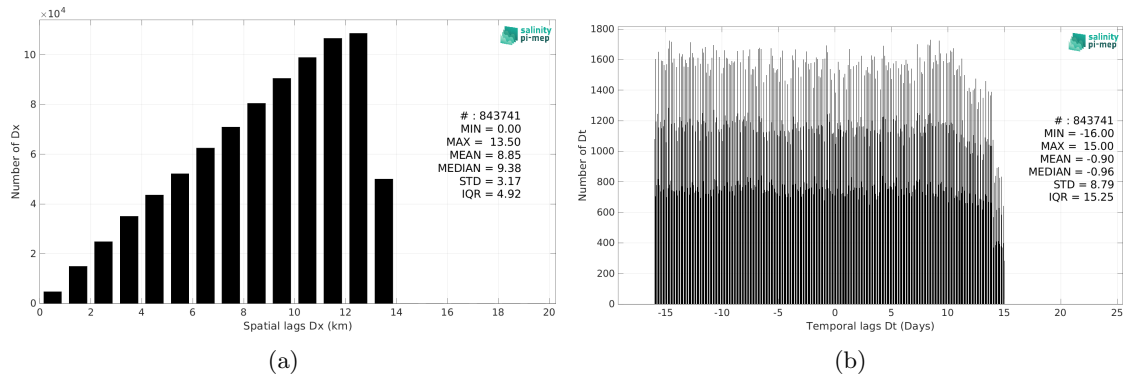 ×10⁴
10
8
6
4
2
0
Number of Dx
0 2 4 6 8 10 12 14 16 18 20
Spatial lags Dx (km)
salinity
pi-mep
# : 843741
MIN = 0.00
MAX = 13.50
MEAN = 8.85
MEDIAN = 9.38
STD = 3.17
IQR = 4.92
(a)
1800
1600
1400
1200
1000
800
600
400
200
0
Number of Dt
-15 -10 -5 0 5 10 15 20 25
Temporal lags Dt (Days)
salinity
pi-mep
# : 843741
MIN = -16.00
MAX = 15.00
MEAN = -0.90
MEDIAN = -0.96
STD = 8.79
IQR = 15.25
(b)